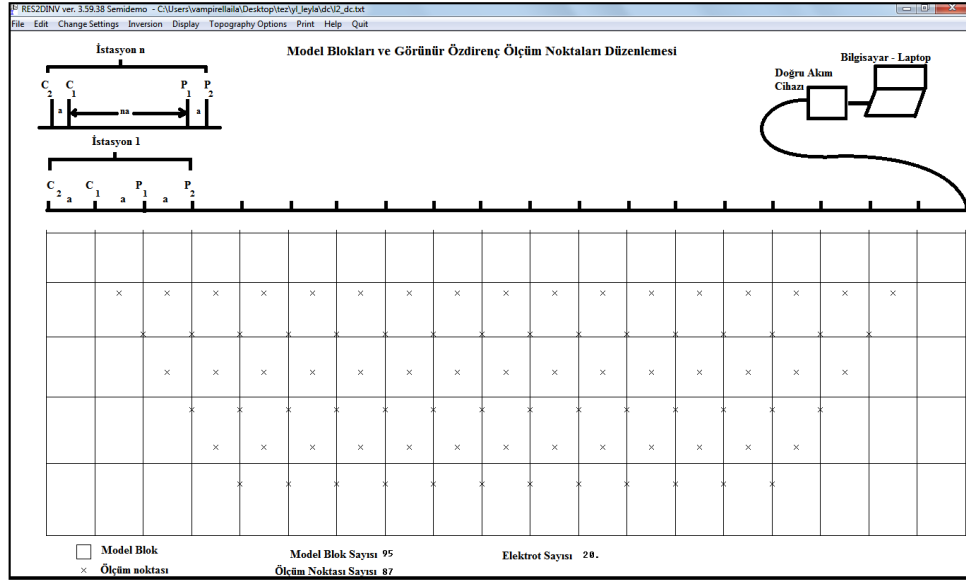 RES2DINV ver. 3.59.38 Semidemo - C:\Users\vampirellaila\Desktop\tez\yl_leyla\dc\l2_dc.txt
File Edit Change Settings Inversion Display Topography Options Print Help Quit
İstasyon n
Model Blokları ve Görünür Özdirenç Ölçüm Noktaları Düzenlemesi
Bilgisayar - Laptop
Doğru Akım
Cihazı
C2 C1 P1 P2
a na a
İstasyon 1
C2 C1 P1 P2
a a a
Model Blok
Model Blok Sayısı 95
Elektrot Sayısı 20.
× Ölçüm noktası
Ölçüm Noktası Sayısı 87